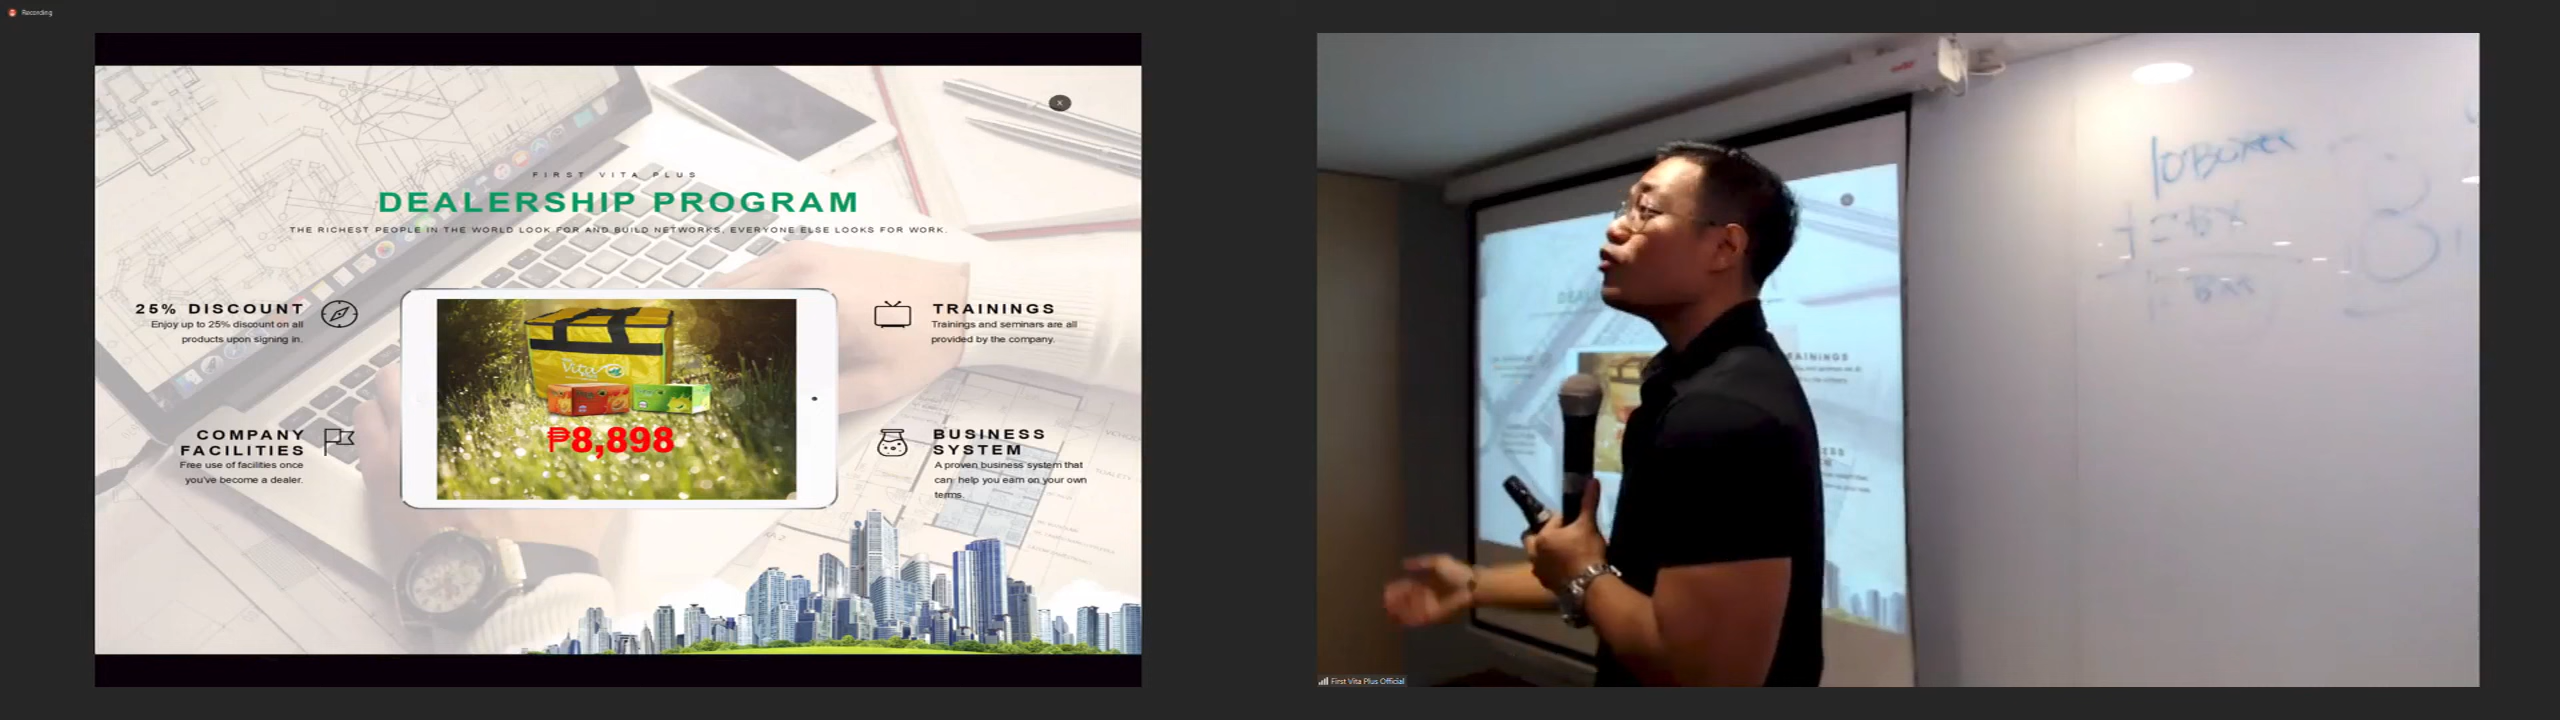 Recording
FIRST VITA PLUS
DEALERSHIP PROGRAM
THE RICHEST PEOPLE IN THE WORLD LOOK FOR AND BUILD NETWORKS, EVERYONE ELSE LOOKS FOR WORK.
25% DISCOUNT
Enjoy up to 25% discount on all
products upon signing in.
COMPANY
FACILITIES
Free use of facilities once
you've become a dealer.
Vita
₱8,898
TRAININGS
Trainings and seminars are all
provided by the company.
BUSINESS
SYSTEM
A proven business system that
can help you earn on your own
terms
10 BOXES
First Vita Plus Official